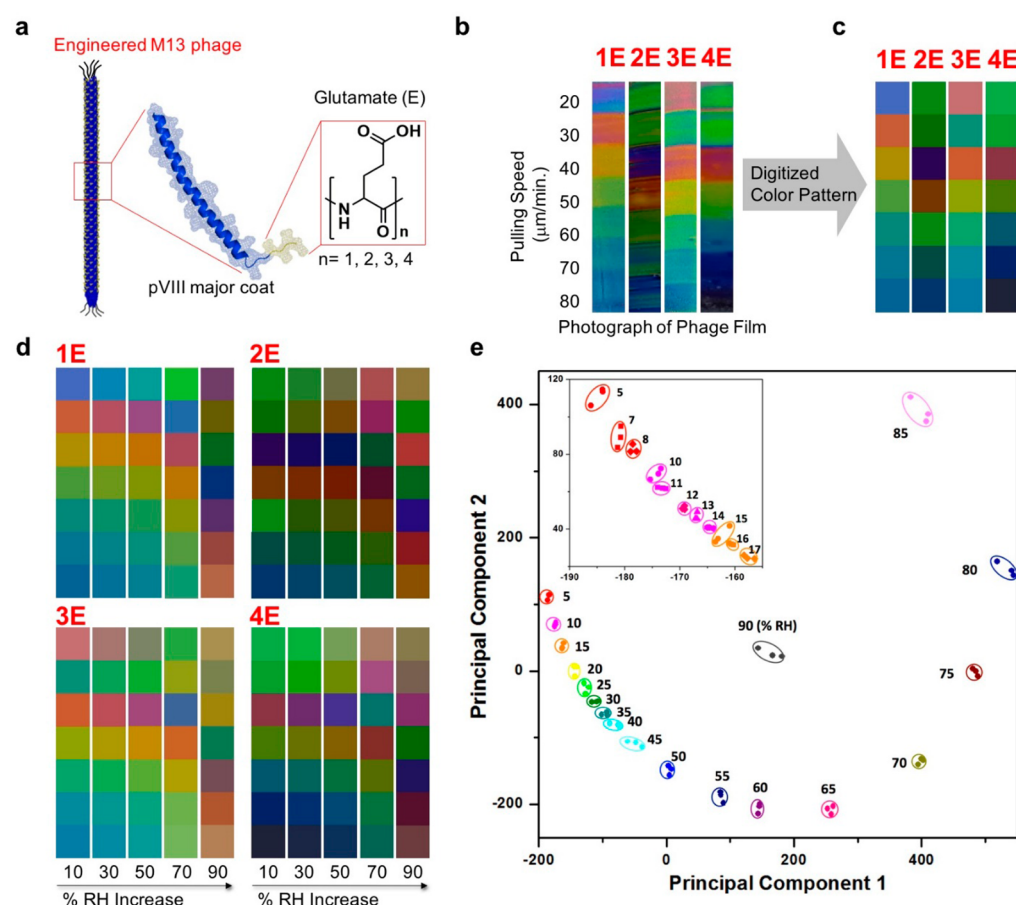 a
Engineered M13 phage
Glutamate (E)
OH
O
N
H
O
n
n= 1, 2, 3, 4
pVIII major coat
b
1E 2E 3E 4E
Pulling Speed
(μm/min.)
20
30
40
50
60
70
80
Photograph of Phage Film
Digitized
Color Pattern
c
1E 2E 3E 4E
d
1E
2E
3E
4E
10 30 50 70 90
% RH Increase
10 30 50 70 90
% RH Increase
e
Principal Component 2
400
200
0
-200
-200 0 200 400
Principal Component 1
120
80
40
-190 -180 -170 -160
5
7
8
10
11
12
13
14
15
16
17
5
10
15
20
25
30
35
40
45
50
55
60
65
70
75
80
85
90 (% RH)